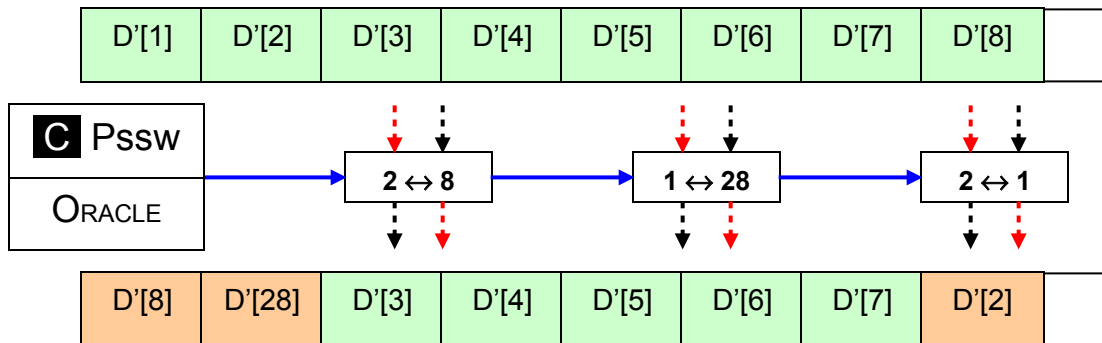 D’[1] D’[2] D’[3] D’[4] D’[5] D’[6] D’[7] D’[8]
C Pssw
2 ↔ 8 1 ↔ 28 2 ↔ 1
ORACLE
D’[8] D’[28] D’[3] D’[4] D’[5] D’[6] D’[7] D’[2]